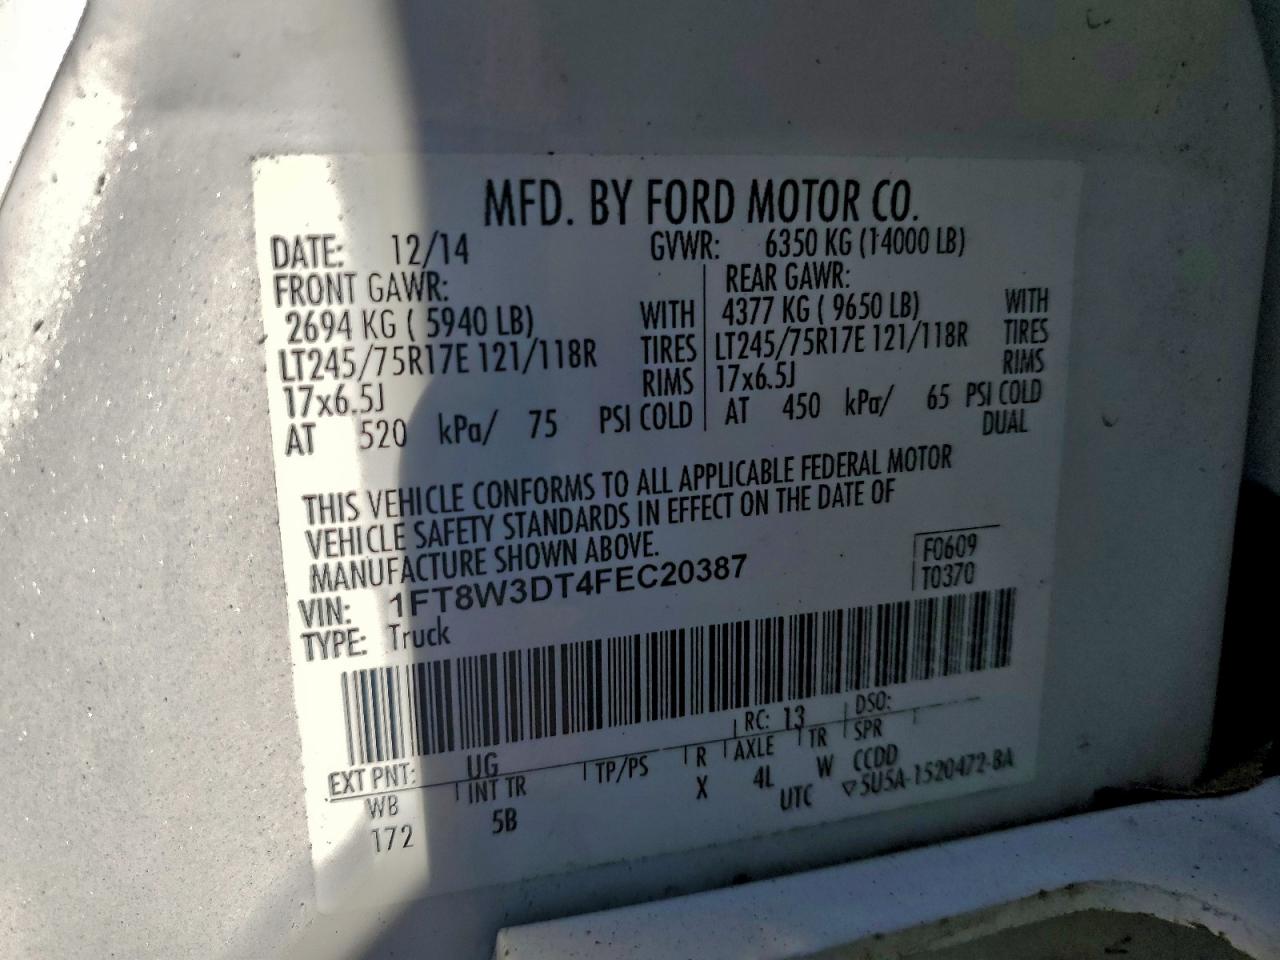 MFD. BY FORD MOTOR CO.
DATE: 12/14 GVWR: 6350 KG (14000 LB)
FRONT GAWR: REAR GAWR:
2694 KG ( 5940 LB) WITH 4377 KG ( 9650 LB) WITH
LT245/75R17E 121/118R TIRES LT245/75R17E 121/118R TIRES
17x6.5J RIMS 17x6.5J RIMS
AT 520 kPa/ 75 PSI COLD AT 450 kPa/ 65 PSI COLD
DUAL
THIS VEHICLE CONFORMS TO ALL APPLICABLE FEDERAL MOTOR
VEHICLE SAFETY STANDARDS IN EFFECT ON THE DATE OF
MANUFACTURE SHOWN ABOVE.
VIN: 1FT8W3DT4FEC20387
TYPE: Truck
F0609
T0370
EXT PNT: UG RC: 13 DSO:
WB INT TR TP/PS R AXLE TR SPR
172 5B X 4L W CCDD
UTC ▽5U5A-1520472-BA